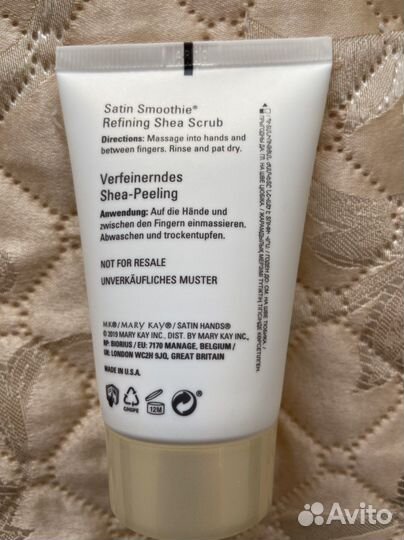 Satin Smoothie®
Refining Shea Scrub
Directions: Massage into hands and
between fingers. Rinse and pat dry.
Verfeinerndes
Shea-Peeling
Anwendung: Auf die Hände und
zwischen den Fingern einmassieren.
Abwaschen und trockentupfen.
NOT FOR RESALE
UNVERKÄUFLICHES MUSTER
MK®/MARY KAY®/SATIN HANDS®
© 2019 MARY KAY INC., DIST. BY MARY KAY INC.,
RP: BIORIUS/EU: 7170 MANAGE, BELGIUM/
UR: LONDON WC2H 9JQ, GREAT BRITAIN
MADE IN U.S.A.
12M
Avito